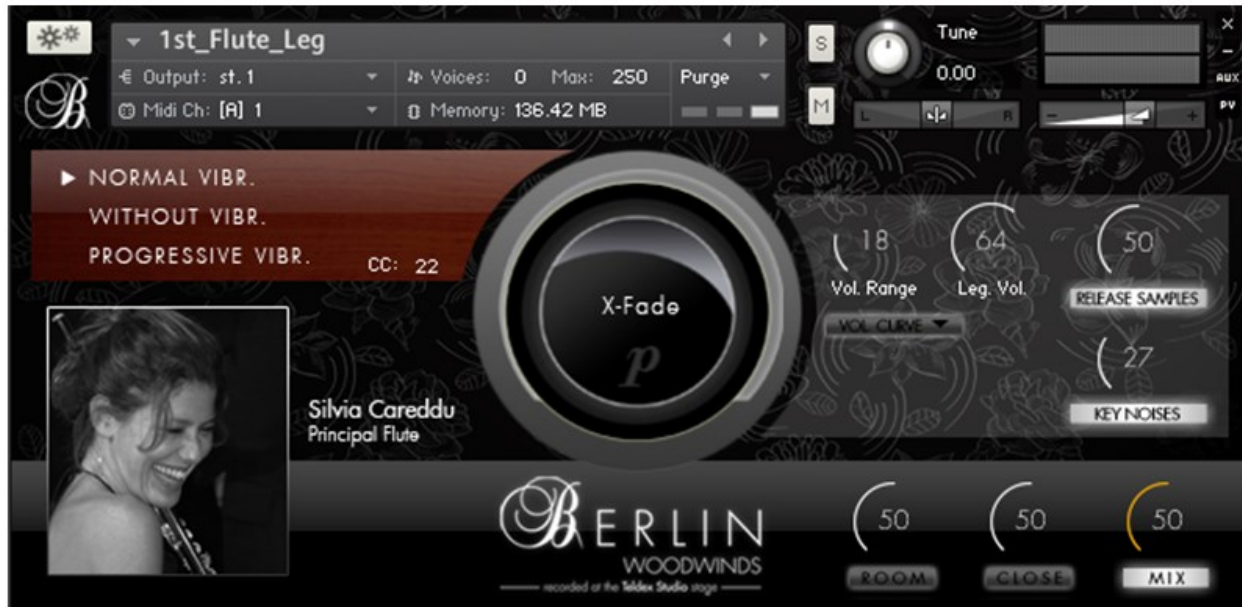 1st_Flute_Leg
Output: st. 1
Voices: 0 Max: 250
Purge
Midi Ch: [A] 1
Memory: 136.42 MB
S
M
Tune
0.00
L
R
-
+
×
-
AUX
PV
B
NORMAL VIBR.
WITHOUT VIBR.
PROGRESSIVE VIBR.
CC: 22
X-Fade
p
18
Vol. Range
64
Leg. Vol.
50
RELEASE SAMPLES
VOL CURVE
27
KEY NOISES
Silvia Careddu
Principal Flute
BERLIN
WOODWINDS
recorded at the Teldex Studio stage
50
ROOM
50
CLOSE
50
MIX